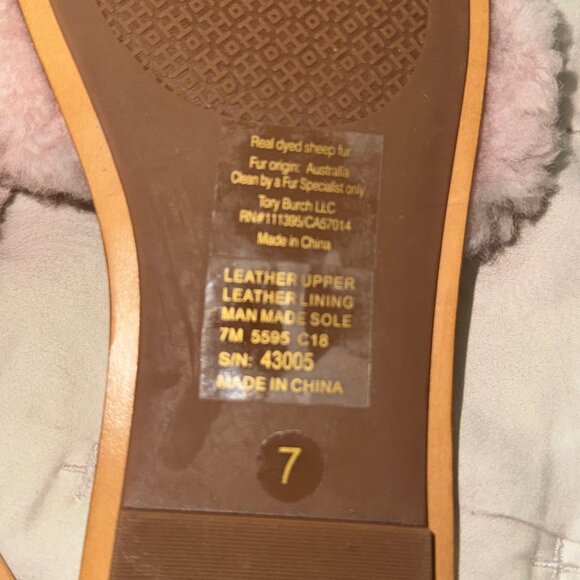 Real dyed sheep fur
Fur origin: Australia
Clean by a Fur Specialist only
Tory Burch LLC
RN#111395/CA57014
Made in China
LEATHER UPPER
LEATHER LINING
MAN MADE SOLE
7M 5595 C18
S/N: 43005
MADE IN CHINA
7